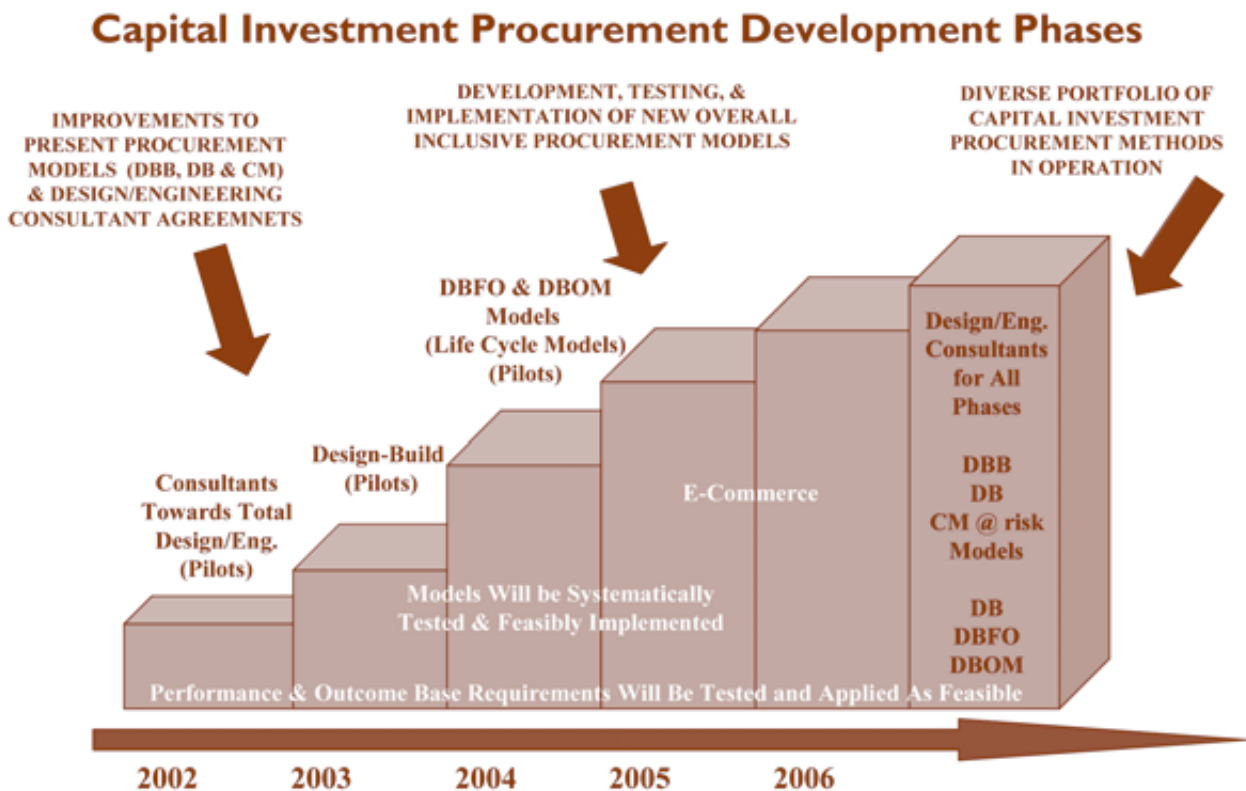 Capital Investment Procurement Development Phases
IMPROVEMENTS TO
PRESENT PROCUREMENT
MODELS (DBB, DB & CM)
& DESIGN/ENGINEERING
CONSULTANT AGREEMNETS
DEVELOPMENT, TESTING, &
IMPLEMENTATION OF NEW OVERALL
INCLUSIVE PROCUREMENT MODELS
DIVERSE PORTFOLIO OF
CAPITAL INVESTMENT
PROCUREMENT METHODS
IN OPERATION
Consultants
Towards Total
Design/Eng.
(Pilots)
Design-Build
(Pilots)
DBFO & DBOM
Models
(Life Cycle Models)
(Pilots)
E-Commerce
Design/Eng.
Consultants
for All
Phases
DBB
DB
CM @ risk
Models
DB
DBFO
DBOM
Models Will be Systematically
Tested & Feasibly Implemented
Performance & Outcome Base Requirements Will Be Tested and Applied As Feasible
2002 2003 2004 2005 2006